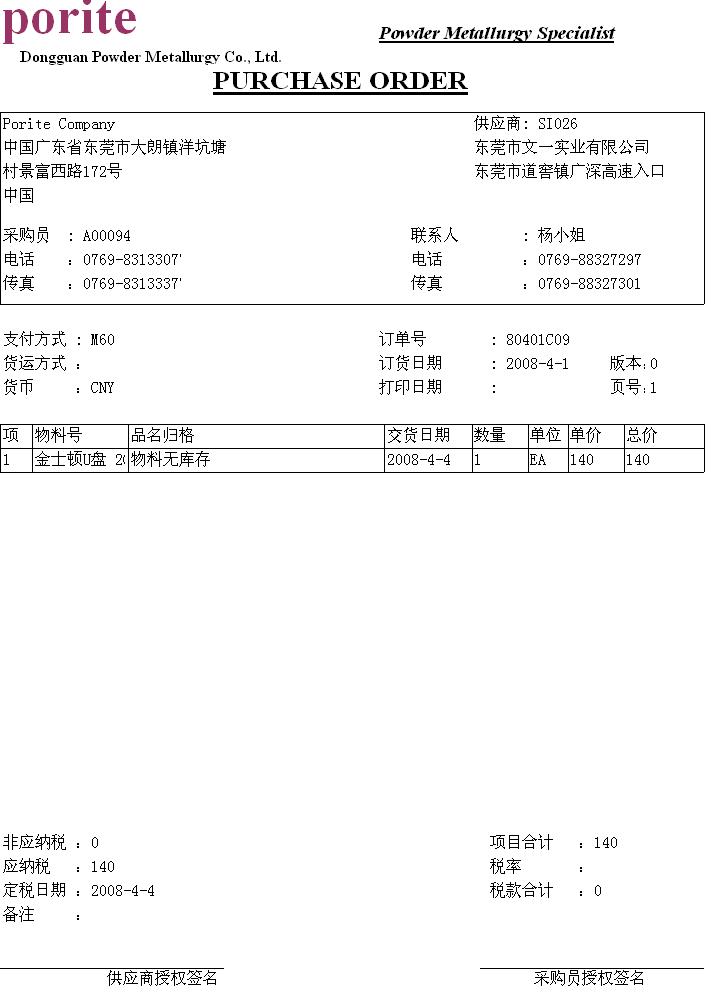 porite
Powder Metallurgy Specialist
Dongguan Powder Metallurgy Co., Ltd.
PURCHASE ORDER
Porite Company 供应商: SI026
中国广东省东莞市大朗镇洋坑塘 东莞市文一实业有限公司
村景富西路172号 东莞市道窖镇广深高速入口
中国
采购员 : A00094 联系人 : 杨小姐
电话 : 0769-8313307' 电话 : 0769-88327297
传真 : 0769-8313337' 传真 : 0769-88327301
支付方式 : M60 订单号 : 80401C09
货运方式 : 订货日期 : 2008-4-1 版本:0
货币 : CNY 打印日期 : 页号:1
项 物料号 品名归格 交货日期 数量 单位 单价 总价
1 金士顿U盘 20 物料无库存 2008-4-4 1 EA 140 140
非应纳税 : 0 项目合计 : 140
应纳税 : 140 税率 :
定税日期 : 2008-4-4 税款合计 : 0
备注 :
供应商授权签名 采购员授权签名